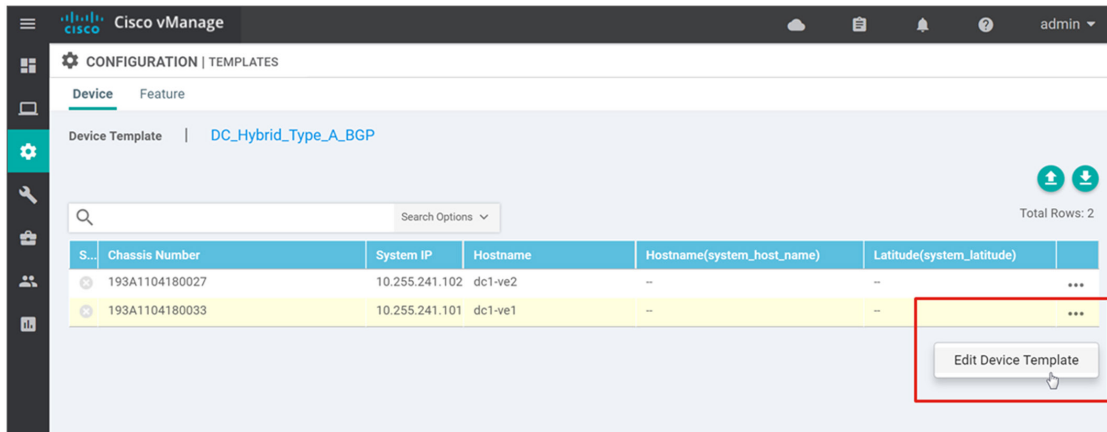 cisco Cisco vManage admin
CONFIGURATION | TEMPLATES
Device Feature
Device Template | DC_Hybrid_Type_A_BGP
Search Options Total Rows: 2
S... Chassis Number System IP Hostname Hostname(system_host_name) Latitude(system_latitude)
193A1104180027 10.255.241.102 dc1-ve2 -- -- •••
193A1104180033 10.255.241.101 dc1-ve1 -- -- •••
Edit Device Template